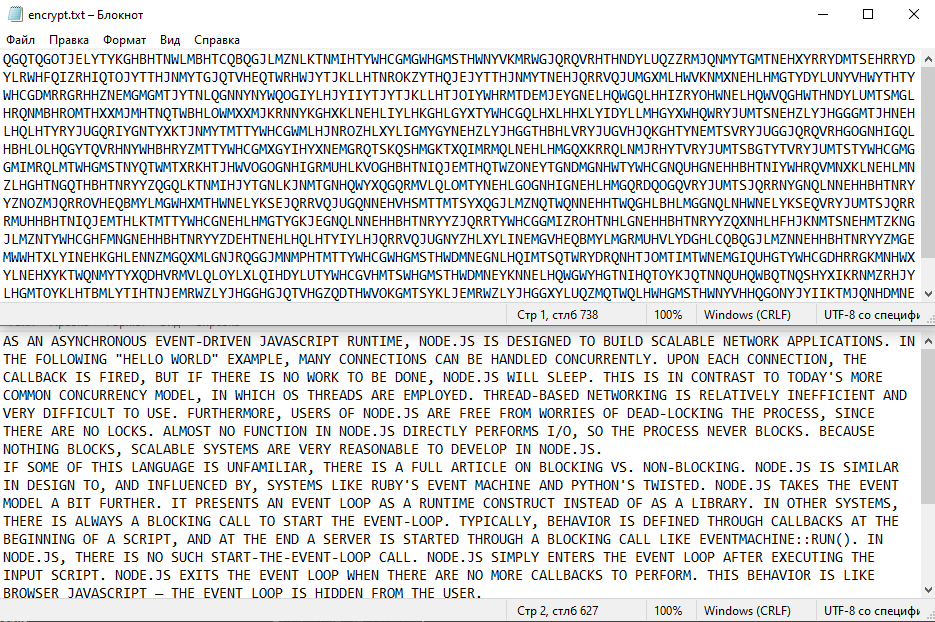 encrypt.txt – Блокнот
Файл Правка Формат Вид Справка
QGQTQGOTJELYTYKGHBHTNWLMBHTCQBQGJLMZNLKTNMIHTYWHCGMGWHGMSTHWNYVKMRWGJQRQVRHTHNDYLUQZZRMJQNMYTGMTNEHXYRRYDMTSEHRRYD
YLRWHFQIZRHIQTOJYTTHJNMYTGJQTVHEQTWRHWJYTJKLLHTNROKZYTHQJEJYTTHJNMYTNEHJQRRVQJUMGXMLHWVKNMXNEHLHMGTYDYLUNYVHWYTHTY
WHCGDMRRGRHHZNEMGMGMTJYTNLQGNNYNYWQOGIYLHJYIIYTJYTJKLLHTJOIYWHRMTDEMJEYGNELHQWGQLHHIZRYOHWNELHQWVQGHWTHNDYLUMTSMGL
HRQNMBHROMTHXXMJMHTNQTWBHLOWMXXMJKRNNYKGHXKLNEHLIYLHKGHLGYXTYWHCGQLHXLHHXLYIDYLLMHGYXWHQWRYJUMTSNEHZLYJHGGGMTJHNEH
LHQLHTYRYJUGQRIYGNTYXKTJNMYTMTTYWHCGWMLHJNROZHLXYLIGMYGYNEHZLYJHGGTHBHLVRYJUGVHJQKGHTYNEMTSVRYJUGGJQRQVRHGOGNHIGQL
HBHLOLHQGYTQVRHNYWHBHRYZMTTYWHCGMXGYIHYXNEMGRQTSKQSHMGKTXQIMRMQLNEHLHMGQXKRRQLNMJRHYTVRYJUMTSBGTYTVRYJUMTSTYWHCGMG
GMIMRQLMTWHGMSTNYQTWMTXRKHTJHWVOGOGNHIGRMUHLKVOGHBHTNIQJEMTHQTWZONEYTGNDMGNHWTYWHCGNQUHGNEHHBHTNIYWHRQVMNXKLNEHLMN
ZLHGHTNGQTHBHTNRYYZQGQLKTNMIHJYTGNLKJNMTGNHQWYXQGQRMVLQLOMTYNEHLGOGNHIGNEHLHMGQRDQOGQVRYJUMTSJQRRNYGNQLNNEHHBHTNRY
YZNOZMJQRROVHEQBMYLMGWHXMTHWNELYKSEJQRRVQJUGQNNEHVHSMTTMTSYXQGJLMZNQTWQNNEHHTWQGHLBHLMGGNQLNHWNELYKSEQVRYJUMTSJQRR
RMUHHBHTNIQJEMTHLKTMTTYWHCGNEHLHMGTYGKJEGNQLNNEHHBHTNRYYZJQRRTYWHCGGMIZROHTNHLGNEHHBHTNRYYZQXNHLHFHJKNMTSNEHMTZKNG
JLMZNTYWHCGHFMNGNEHHBHTNRYYZDEHTNEHLHQLHTYIYLHJQRRVQJUGNYZHLXYLINEMGVHEQBMYLMGRMUHVLYDGHLCQBQGJLMZNNEHHBHTNRYYZMGE
MWWHTXLYINEHKGHLENNZMGQXMLGNJRQGGJMNMPHTMTTYWHCGWHGMSTHWDMNEGNLHQIMTSQTWRYDRQNHTJOMTIMTWNEMGIQUHGTYWHCGDHRRGKMNHWX
YLNEHXYKTWQNMYTYXQDHVRMVLQLOYLXLQIHDYLUTYWHCGVHMTSWHGMSTHWDMNEYKNNELHQWGWYHGTNIHQTOYKJQTNNQUHQWBQTNQSHYXIKRNMZRHJY
LHGMTOYKLHTBMLYTIHTNJEMRWZLYJHGGHGJQTVHGZQDTHWVOKGMTSYKLJEMRWZLYJHGGXYLUQZMQTWQLHWHGMSTHWNYVHHQGONYJYIIKTMJQNHDMNE
Стр 1, стлб 738 100% Windows (CRLF) UTF-8 со специфи
AS AN ASYNCHRONOUS EVENT-DRIVEN JAVASCRIPT RUNTIME, NODE.JS IS DESIGNED TO BUILD SCALABLE NETWORK APPLICATIONS. IN
THE FOLLOWING "HELLO WORLD" EXAMPLE, MANY CONNECTIONS CAN BE HANDLED CONCURRENTLY. UPON EACH CONNECTION, THE
CALLBACK IS FIRED, BUT IF THERE IS NO WORK TO BE DONE, NODE.JS WILL SLEEP. THIS IS IN CONTRAST TO TODAY'S MORE
COMMON CONCURRENCY MODEL, IN WHICH OS THREADS ARE EMPLOYED. THREAD-BASED NETWORKING IS RELATIVELY INEFFICIENT AND
VERY DIFFICULT TO USE. FURTHERMORE, USERS OF NODE.JS ARE FREE FROM WORRIES OF DEAD-LOCKING THE PROCESS, SINCE
THERE ARE NO LOCKS. ALMOST NO FUNCTION IN NODE.JS DIRECTLY PERFORMS I/O, SO THE PROCESS NEVER BLOCKS. BECAUSE
NOTHING BLOCKS, SCALABLE SYSTEMS ARE VERY REASONABLE TO DEVELOP IN NODE.JS.
IF SOME OF THIS LANGUAGE IS UNFAMILIAR, THERE IS A FULL ARTICLE ON BLOCKING VS. NON-BLOCKING. NODE.JS IS SIMILAR
IN DESIGN TO, AND INFLUENCED BY, SYSTEMS LIKE RUBY'S EVENT MACHINE AND PYTHON'S TWISTED. NODE.JS TAKES THE EVENT
MODEL A BIT FURTHER. IT PRESENTS AN EVENT LOOP AS A RUNTIME CONSTRUCT INSTEAD OF AS A LIBRARY. IN OTHER SYSTEMS,
THERE IS ALWAYS A BLOCKING CALL TO START THE EVENT-LOOP. TYPICALLY, BEHAVIOR IS DEFINED THROUGH CALLBACKS AT THE
BEGINNING OF A SCRIPT, AND AT THE END A SERVER IS STARTED THROUGH A BLOCKING CALL LIKE EVENTMACHINE::RUN(). IN
NODE.JS, THERE IS NO SUCH START-THE-EVENT-LOOP CALL. NODE.JS SIMPLY ENTERS THE EVENT LOOP AFTER EXECUTING THE
INPUT SCRIPT. NODE.JS EXITS THE EVENT LOOP WHEN THERE ARE NO MORE CALLBACKS TO PERFORM. THIS BEHAVIOR IS LIKE
BROWSER JAVASCRIPT — THE EVENT LOOP IS HIDDEN FROM THE USER.
Стр 2, стлб 627 100% Windows (CRLF) UTF-8 со специфи